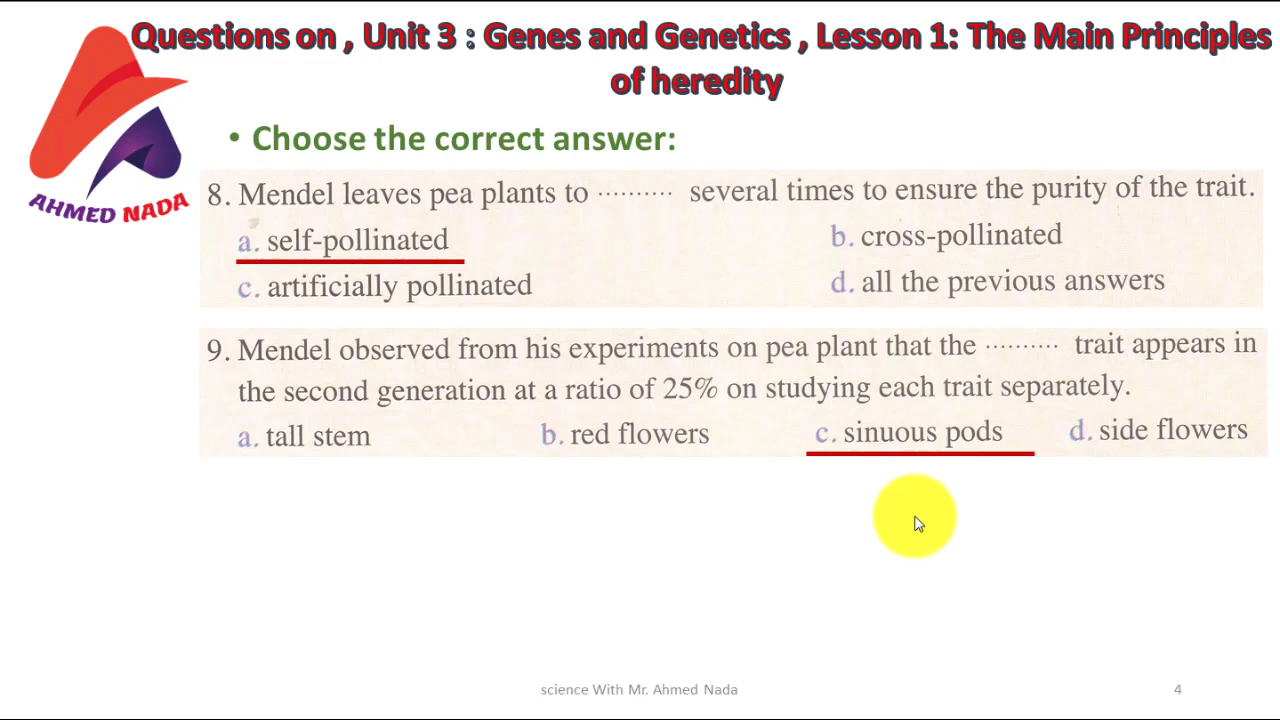 Questions on , Unit 3 : Genes and Genetics , Lesson 1: The Main Principles
of heredity
AHMED NADA
• Choose the correct answer:
8. Mendel leaves pea plants to ·········· several times to ensure the purity of the trait.
a. self-pollinated b. cross-pollinated
c. artificially pollinated d. all the previous answers
9. Mendel observed from his experiments on pea plant that the ·········· trait appears in
the second generation at a ratio of 25% on studying each trait separately.
a. tall stem b. red flowers c. sinuous pods d. side flowers
science With Mr. Ahmed Nada 4